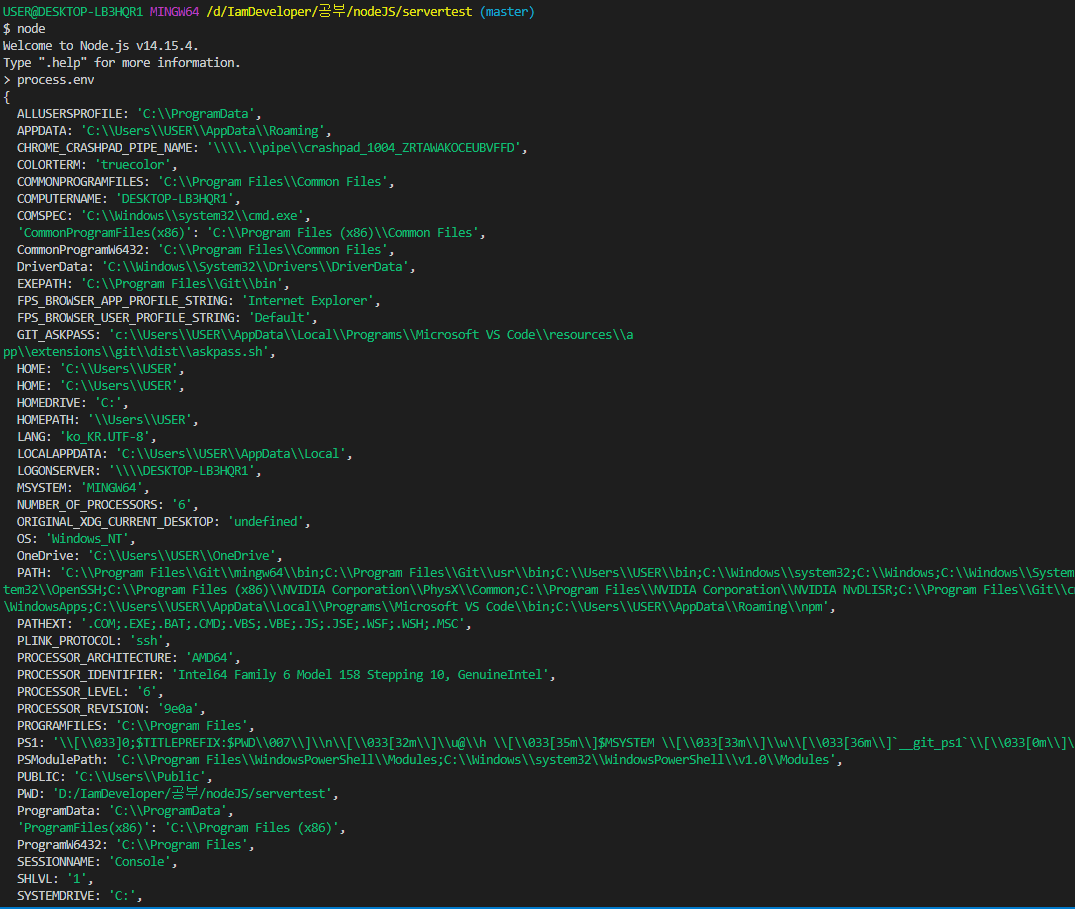 USER@DESKTOP-LB3HQR1 MINGW64 /d/IamDeveloper/공부/nodeJS/servertest (master)
$ node
Welcome to Node.js v14.15.4.
Type ".help" for more information.
> process.env
{
  ALLUSERSPROFILE: 'C:\\ProgramData',
  APPDATA: 'C:\\Users\\USER\\AppData\\Roaming',
  CHROME_CRASHPAD_PIPE_NAME: '\\\\.\\pipe\\crashpad_1004_ZRTAWAKOCEUBVFFD',
  COLORTERM: 'truecolor',
  COMMONPROGRAMFILES: 'C:\\Program Files\\Common Files',
  COMPUTERNAME: 'DESKTOP-LB3HQR1',
  COMSPEC: 'C:\\Windows\\system32\\cmd.exe',
  'CommonProgramFiles(x86)': 'C:\\Program Files (x86)\\Common Files',
  CommonProgramW6432: 'C:\\Program Files\\Common Files',
  DriverData: 'C:\\Windows\\System32\\Drivers\\DriverData',
  EXEPATH: 'C:\\Program Files\\Git\\bin',
  FPS_BROWSER_APP_PROFILE_STRING: 'Internet Explorer',
  FPS_BROWSER_USER_PROFILE_STRING: 'Default',
  GIT_ASKPASS: 'c:\\Users\\USER\\AppData\\Local\\Programs\\Microsoft VS Code\\resources\\a
pp\\extensions\\git\\dist\\askpass.sh',
  HOME: 'C:\\Users\\USER',
  HOME: 'C:\\Users\\USER',
  HOMEDRIVE: 'C:',
  HOMEPATH: '\\Users\\USER',
  LANG: 'ko_KR.UTF-8',
  LOCALAPPDATA: 'C:\\Users\\USER\\AppData\\Local',
  LOGONSERVER: '\\\\DESKTOP-LB3HQR1',
  MSYSTEM: 'MINGW64',
  NUMBER_OF_PROCESSORS: '6',
  ORIGINAL_XDG_CURRENT_DESKTOP: 'undefined',
  OS: 'Windows_NT',
  OneDrive: 'C:\\Users\\USER\\OneDrive',
  PATH: 'C:\\Program Files\\Git\\mingw64\\bin;C:\\Program Files\\Git\\usr\\bin;C:\\Users\\USER\\bin;C:\\Windows\\system32;C:\\Windows;C:\\Windows\\System
tem32\\OpenSSH;C:\\Program Files (x86)\\NVIDIA Corporation\\PhysX\\Common;C:\\Program Files\\NVIDIA Corporation\\NVIDIA NvDLISR;C:\\Program Files\\Git\\c
\WindowsApps;C:\\Users\\USER\\AppData\\Local\\Programs\\Microsoft VS Code\\bin;C:\\Users\\USER\\AppData\\Roaming\\npm',
  PATHEXT: '.COM;.EXE;.BAT;.CMD;.VBS;.VBE;.JS;.JSE;.WSF;.WSH;.MSC',
  PLINK_PROTOCOL: 'ssh',
  PROCESSOR_ARCHITECTURE: 'AMD64',
  PROCESSOR_IDENTIFIER: 'Intel64 Family 6 Model 158 Stepping 10, GenuineIntel',
  PROCESSOR_LEVEL: '6',
  PROCESSOR_REVISION: '9e0a',
  PROGRAMFILES: 'C:\\Program Files',
  PS1: '\\[\\033]0;$TITLEPREFIX:$PWD\\007\\]\\n\\[\\033[32m\\]\\u@\\h \\[\\033[35m\\]$MSYSTEM \\[\\033[33m\\]\\w\\[\\033[36m\\]`__git_ps1`\\[\\033[0m\\]\
  PSModulePath: 'C:\\Program Files\\WindowsPowerShell\\Modules;C:\\Windows\\system32\\WindowsPowerShell\\v1.0\\Modules',
  PUBLIC: 'C:\\Users\\Public',
  PWD: 'D:/IamDeveloper/공부/nodeJS/servertest',
  ProgramData: 'C:\\ProgramData',
  'ProgramFiles(x86)': 'C:\\Program Files (x86)',
  ProgramW6432: 'C:\\Program Files',
  SESSIONNAME: 'Console',
  SHLVL: '1',
  SYSTEMDRIVE: 'C:',